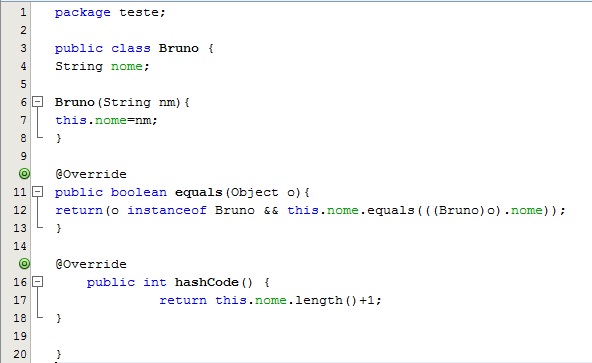 1 package teste;
2
3 public class Bruno {
4 String nome;
5
6 Bruno(String nm){
7 this.nome=nm;
8 }
9
@Override
11 public boolean equals(Object o){
12 return(o instanceof Bruno && this.nome.equals(((Bruno)o).nome));
13 }
14
@Override
16 public int hashCode() {
17 return this.nome.length()+1;
18 }
19
20 }